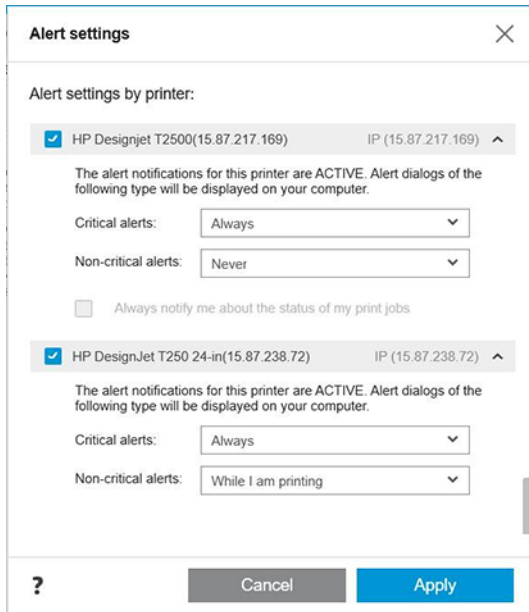 Alert settings
Alert settings by printer:
HP Designjet T2500(15.87.217.169) IP (15.87.217.169)
The alert notifications for this printer are ACTIVE. Alert dialogs of the
following type will be displayed on your computer.
Critical alerts: Always
Non-critical alerts: Never
Always notify me about the status of my print jobs
HP DesignJet T250 24-in(15.87.238.72) IP (15.87.238.72)
The alert notifications for this printer are ACTIVE. Alert dialogs of the
following type will be displayed on your computer.
Critical alerts: Always
Non-critical alerts: While I am printing
? Cancel Apply